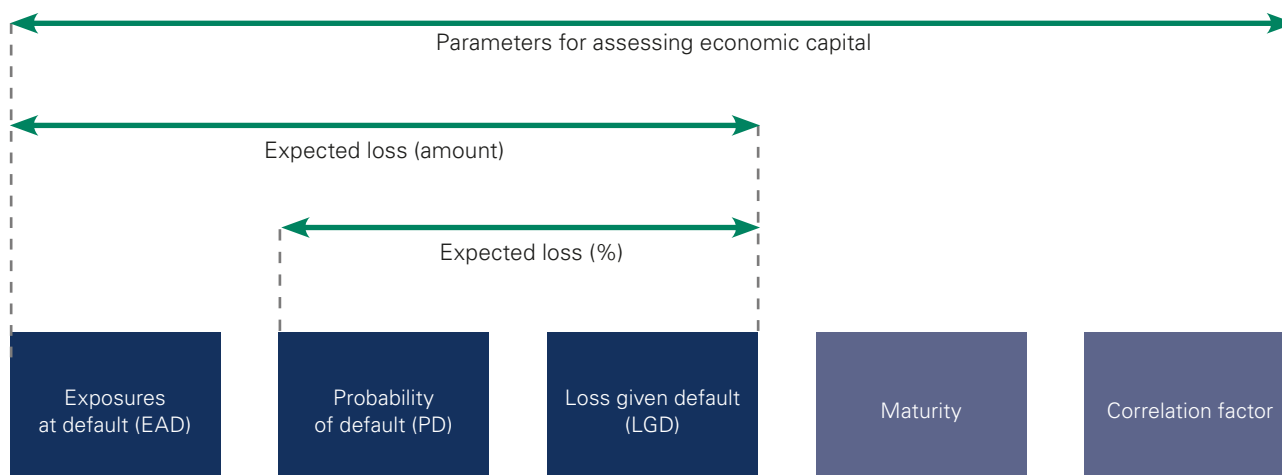 Parameters for assessing economic capital
Expected loss (amount)
Expected loss (%)
Exposures
at default (EAD)
Probability
of default (PD)
Loss given default
(LGD)
Maturity
Correlation factor